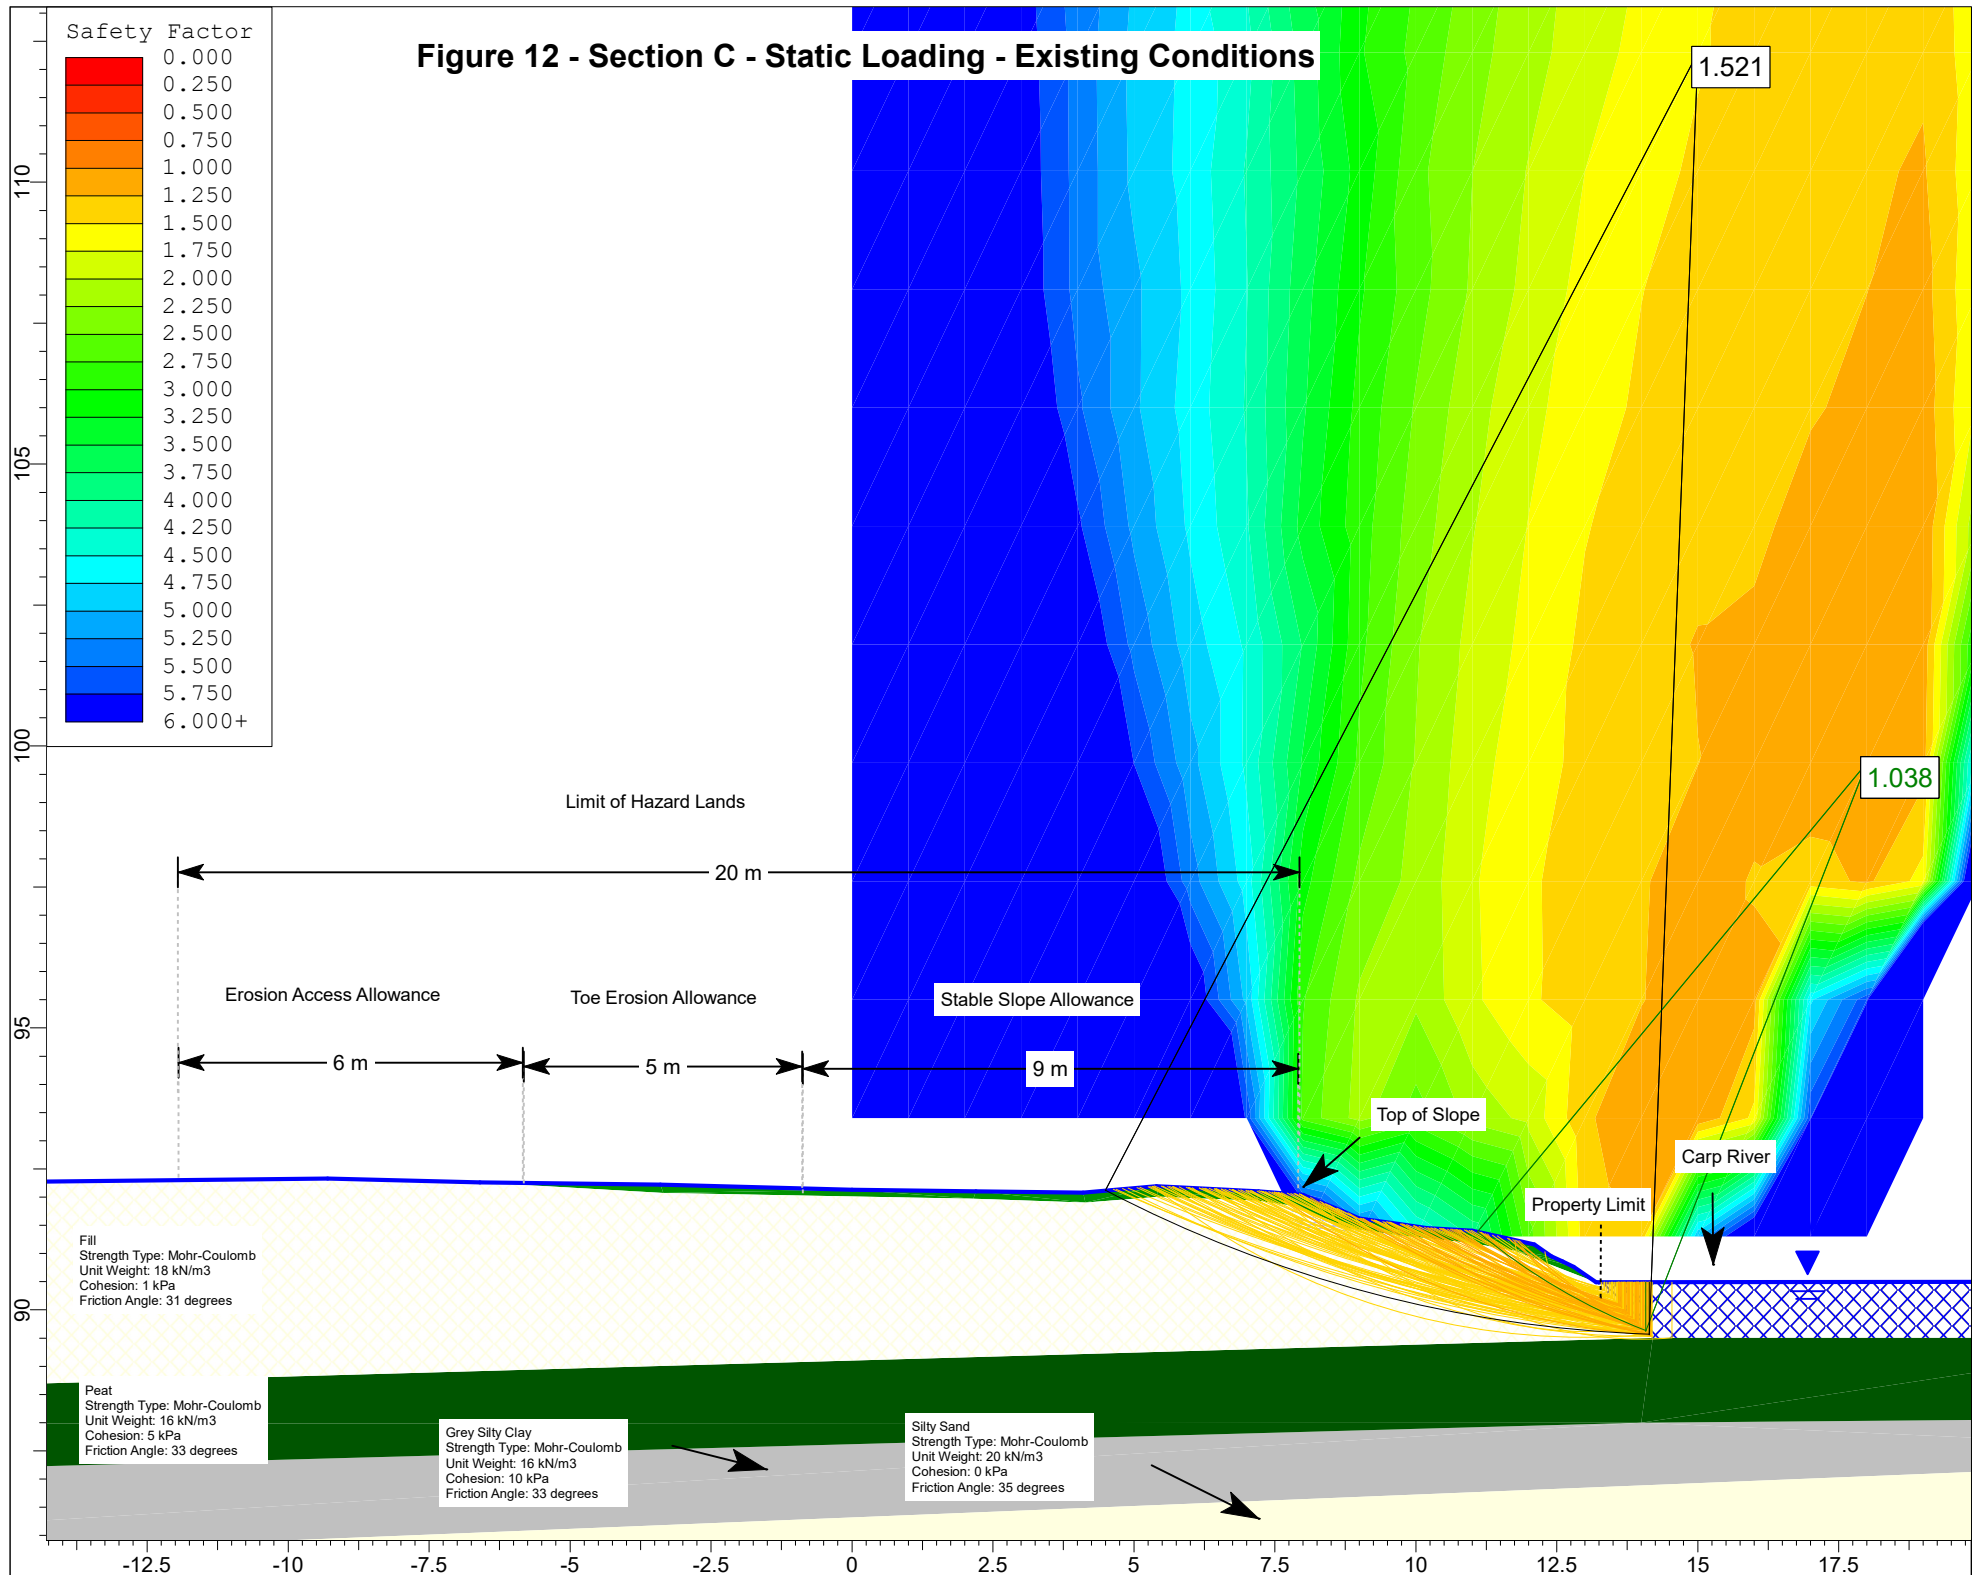 Safety Factor
0.000
0.250
0.500
0.750
1.000
1.250
1.500
1.750
2.000
2.250
2.500
2.750
3.000
3.250
3.500
3.750
4.000
4.250
4.500
4.750
5.000
5.250
5.500
5.750
6.000+
Figure 12 - Section C - Static Loading - Existing Conditions
1.521
1.038
Limit of Hazard Lands
20 m
Erosion Access Allowance
Toe Erosion Allowance
Stable Slope Allowance
6 m
5 m
9 m
Top of Slope
Carp River
Property Limit
Fill
Strength Type: Mohr-Coulomb
Unit Weight: 18 kN/m3
Cohesion: 1 kPa
Friction Angle: 31 degrees
Peat
Strength Type: Mohr-Coulomb
Unit Weight: 16 kN/m3
Cohesion: 5 kPa
Friction Angle: 33 degrees
Grey Silty Clay
Strength Type: Mohr-Coulomb
Unit Weight: 16 kN/m3
Cohesion: 10 kPa
Friction Angle: 33 degrees
Silty Sand
Strength Type: Mohr-Coulomb
Unit Weight: 20 kN/m3
Cohesion: 0 kPa
Friction Angle: 35 degrees
110
105
100
95
90
-12.5 -10 -7.5 -5 -2.5 0 2.5 5 7.5 10 12.5 15 17.5